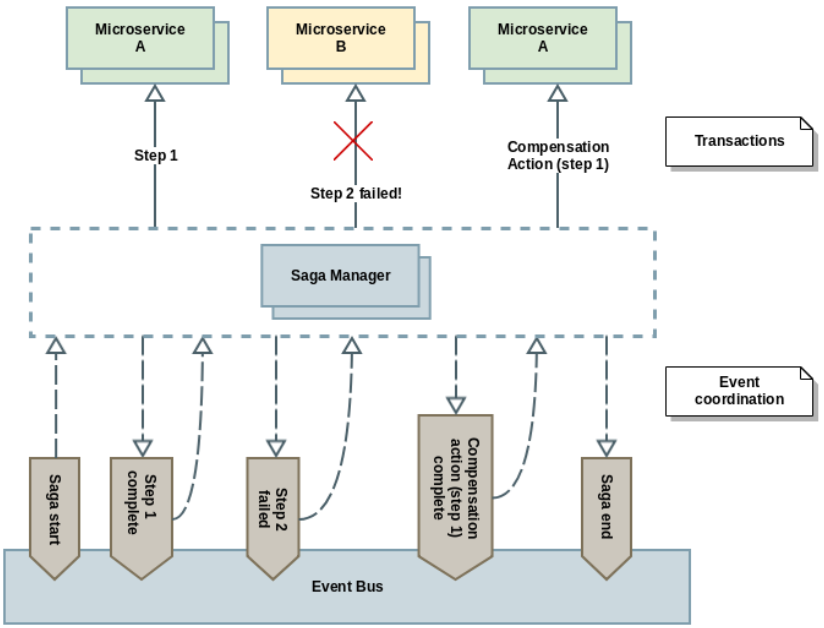 Microservice
A
Microservice
B
Microservice
A
Step 1
Step 2 failed!
Compensation
Action (step 1)
Transactions
Saga Manager
Event
coordination
Saga start
Step 1
complete
Step 2
failed
Compensation
action (step 1)
complete
Saga end
Event Bus